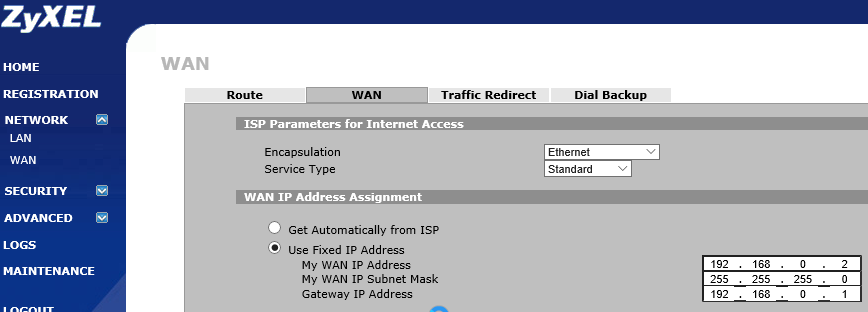 ZyXEL
HOME
REGISTRATION
NETWORK
LAN
WAN
SECURITY
ADVANCED
LOGS
MAINTENANCE
LOGOUT
WAN
Route WAN Traffic Redirect Dial Backup
ISP Parameters for Internet Access
Encapsulation Ethernet
Service Type Standard
WAN IP Address Assignment
Get Automatically from ISP
Use Fixed IP Address
My WAN IP Address 192 . 168 . 0 . 2
My WAN IP Subnet Mask 255 . 255 . 255 . 0
Gateway IP Address 192 . 168 . 0 . 1